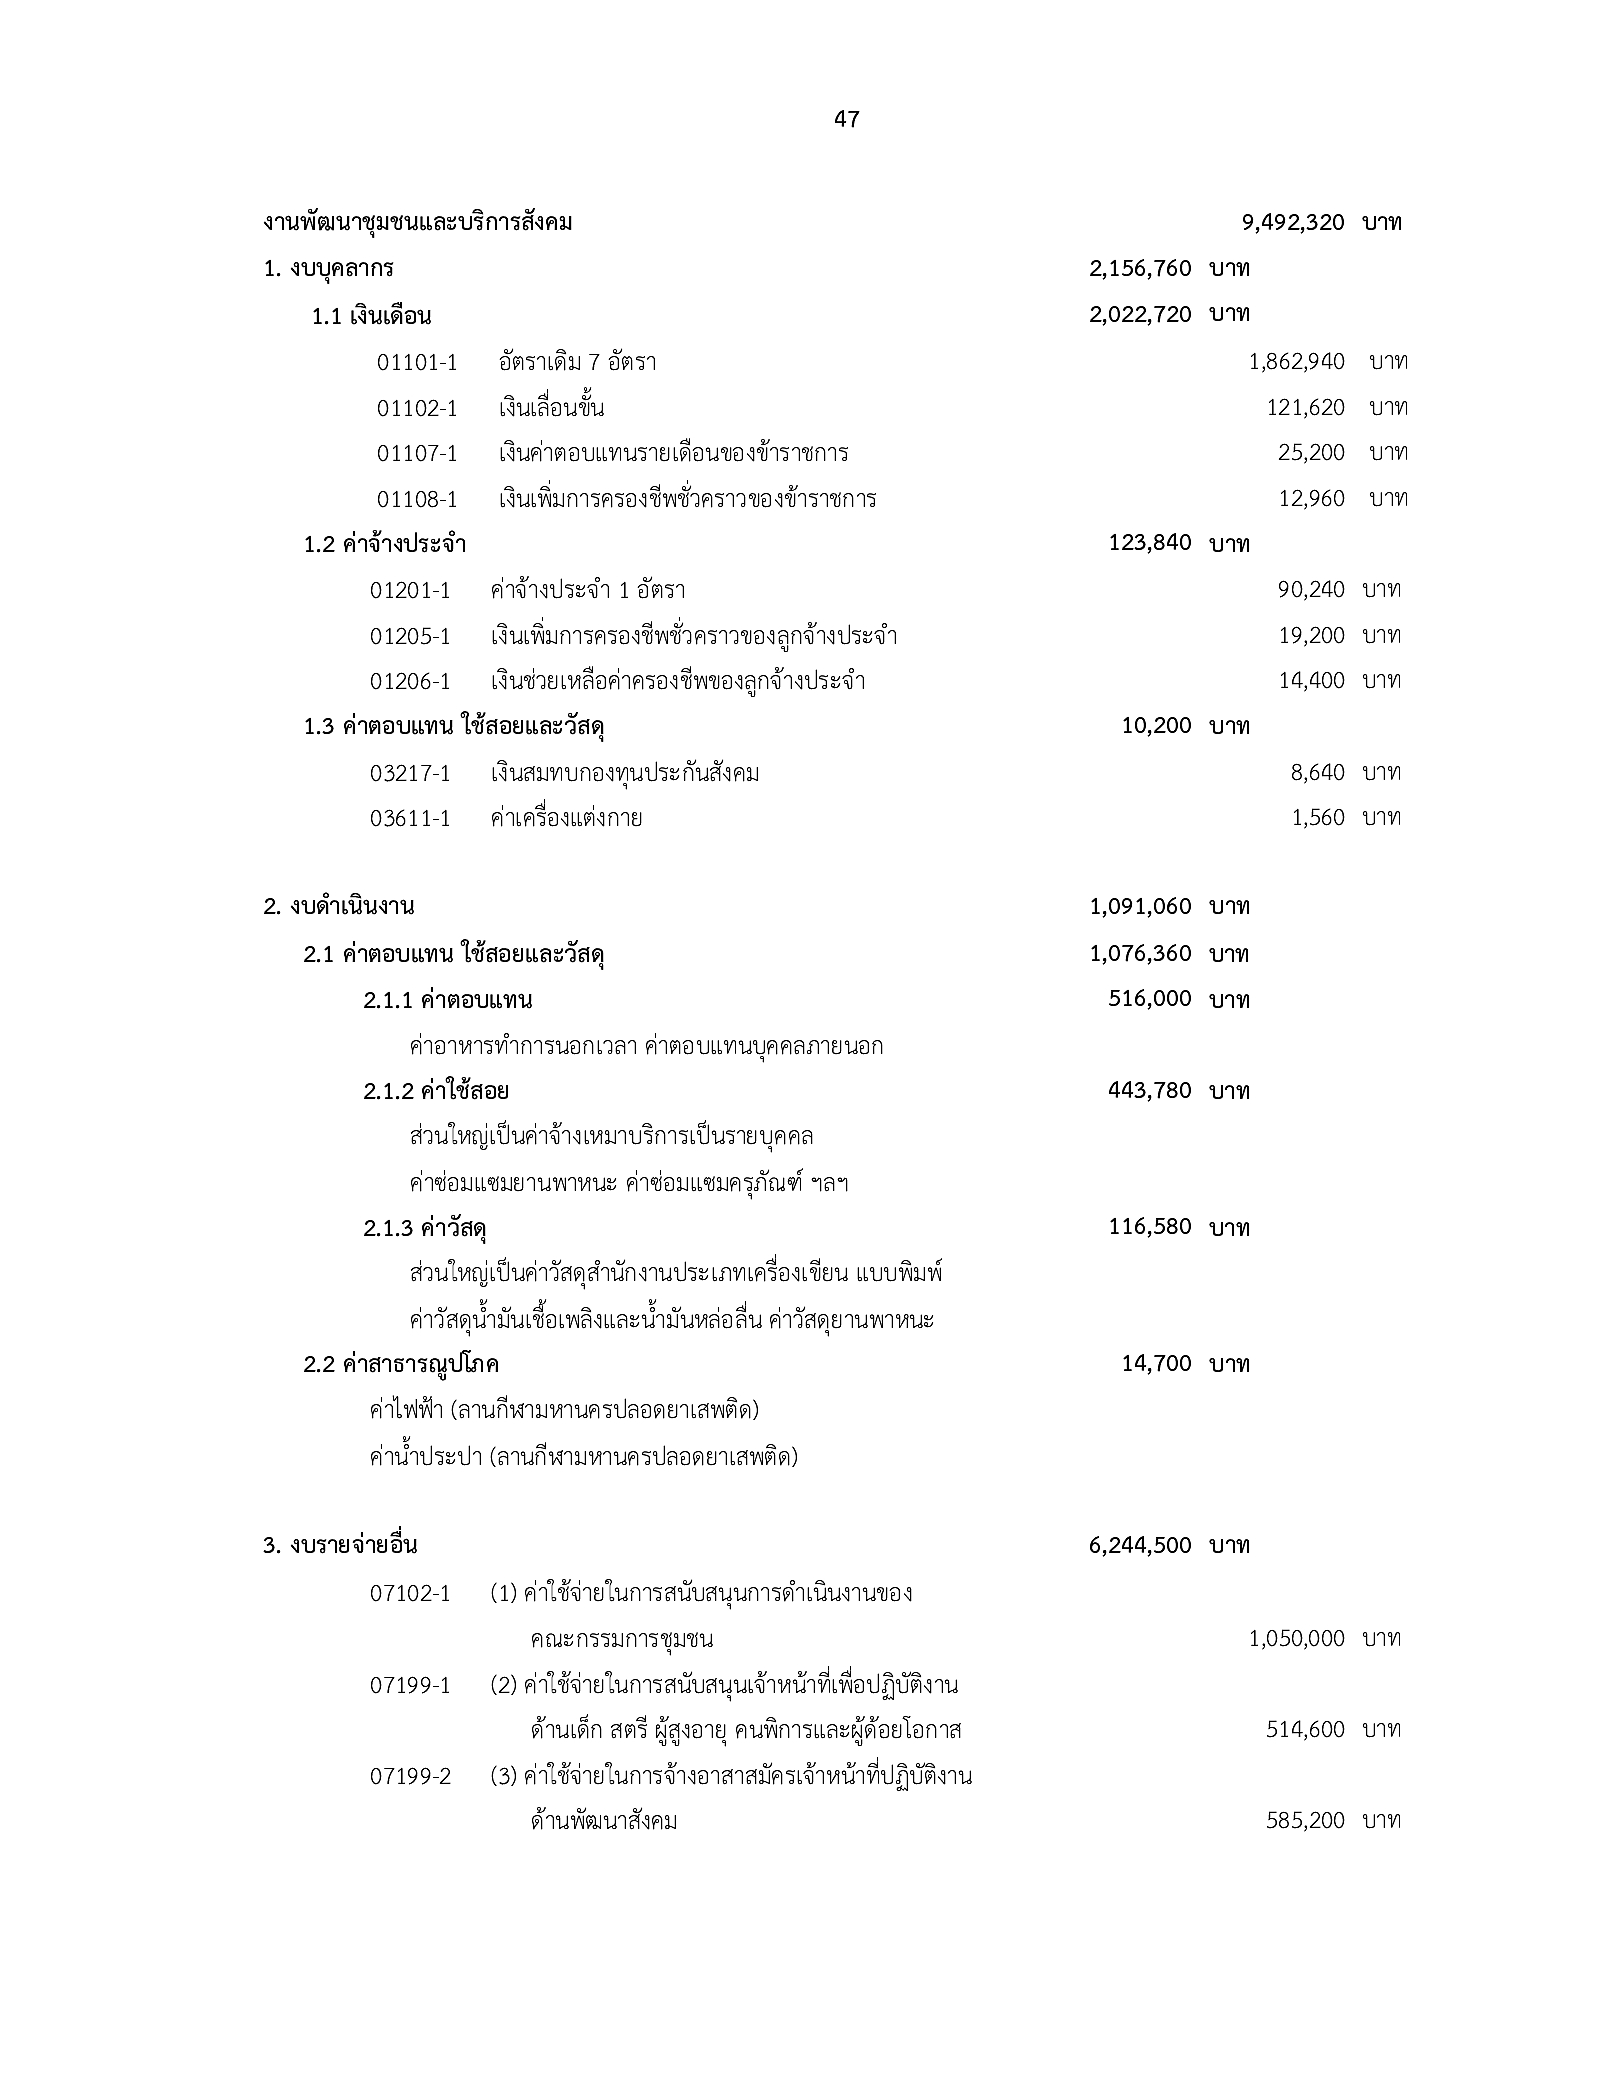 47
งานพัฒนาชุมชนและบริการสังคม 9,492,320 บาท
1. งบบุคลากร 2,156,760 บาท
1.1 เงินเดือน 2,022,720 บาท
01101-1 อัตราเดิม 7 อัตรา 1,862,940 บาท
01102-1 เงินเลื่อนขั้น 121,620 บาท
01107-1 เงินค่าตอบแทนรายเดือนของข้าราชการ 25,200 บาท
01108-1 เงินเพิ่มการครองชีพชั่วคราวของข้าราชการ 12,960 บาท
1.2 ค่าจ้างประจำ 123,840 บาท
01201-1 ค่าจ้างประจำ 1 อัตรา 90,240 บาท
01205-1 เงินเพิ่มการครองชีพชั่วคราวของลูกจ้างประจำ 19,200 บาท
01206-1 เงินช่วยเหลือค่าครองชีพของลูกจ้างประจำ 14,400 บาท
1.3 ค่าตอบแทน ใช้สอยและวัสดุ 10,200 บาท
03217-1 เงินสมทบกองทุนประกันสังคม 8,640 บาท
03611-1 ค่าเครื่องแต่งกาย 1,560 บาท
2. งบดำเนินงาน 1,091,060 บาท
2.1 ค่าตอบแทน ใช้สอยและวัสดุ 1,076,360 บาท
2.1.1 ค่าตอบแทน 516,000 บาท
ค่าอาหารทำการนอกเวลา ค่าตอบแทนบุคคลภายนอก
2.1.2 ค่าใช้สอย 443,780 บาท
ส่วนใหญ่เป็นค่าจ้างเหมาบริการเป็นรายบุคคล
ค่าซ่อมแซมยานพาหนะ ค่าซ่อมแซมครุภัณฑ์ ฯลฯ
2.1.3 ค่าวัสดุ 116,580 บาท
ส่วนใหญ่เป็นค่าวัสดุสำนักงานประเภทเครื่องเขียน แบบพิมพ์
ค่าวัสดุน้ำมันเชื้อเพลิงและน้ำมันหล่อลื่น ค่าวัสดุยานพาหนะ
2.2 ค่าสาธารณูปโภค 14,700 บาท
ค่าไฟฟ้า (ลานกีฬามหานครปลอดยาเสพติด)
ค่าน้ำประปา (ลานกีฬามหานครปลอดยาเสพติด)
3. งบรายจ่ายอื่น 6,244,500 บาท
07102-1 (1) ค่าใช้จ่ายในการสนับสนุนการดำเนินงานของ
คณะกรรมการชุมชน 1,050,000 บาท
07199-1 (2) ค่าใช้จ่ายในการสนับสนุนเจ้าหน้าที่เพื่อปฏิบัติงาน
ด้านเด็ก สตรี ผู้สูงอายุ คนพิการและผู้ด้อยโอกาส 514,600 บาท
07199-2 (3) ค่าใช้จ่ายในการจ้างอาสาสมัครเจ้าหน้าที่ปฏิบัติงาน
ด้านพัฒนาสังคม 585,200 บาท